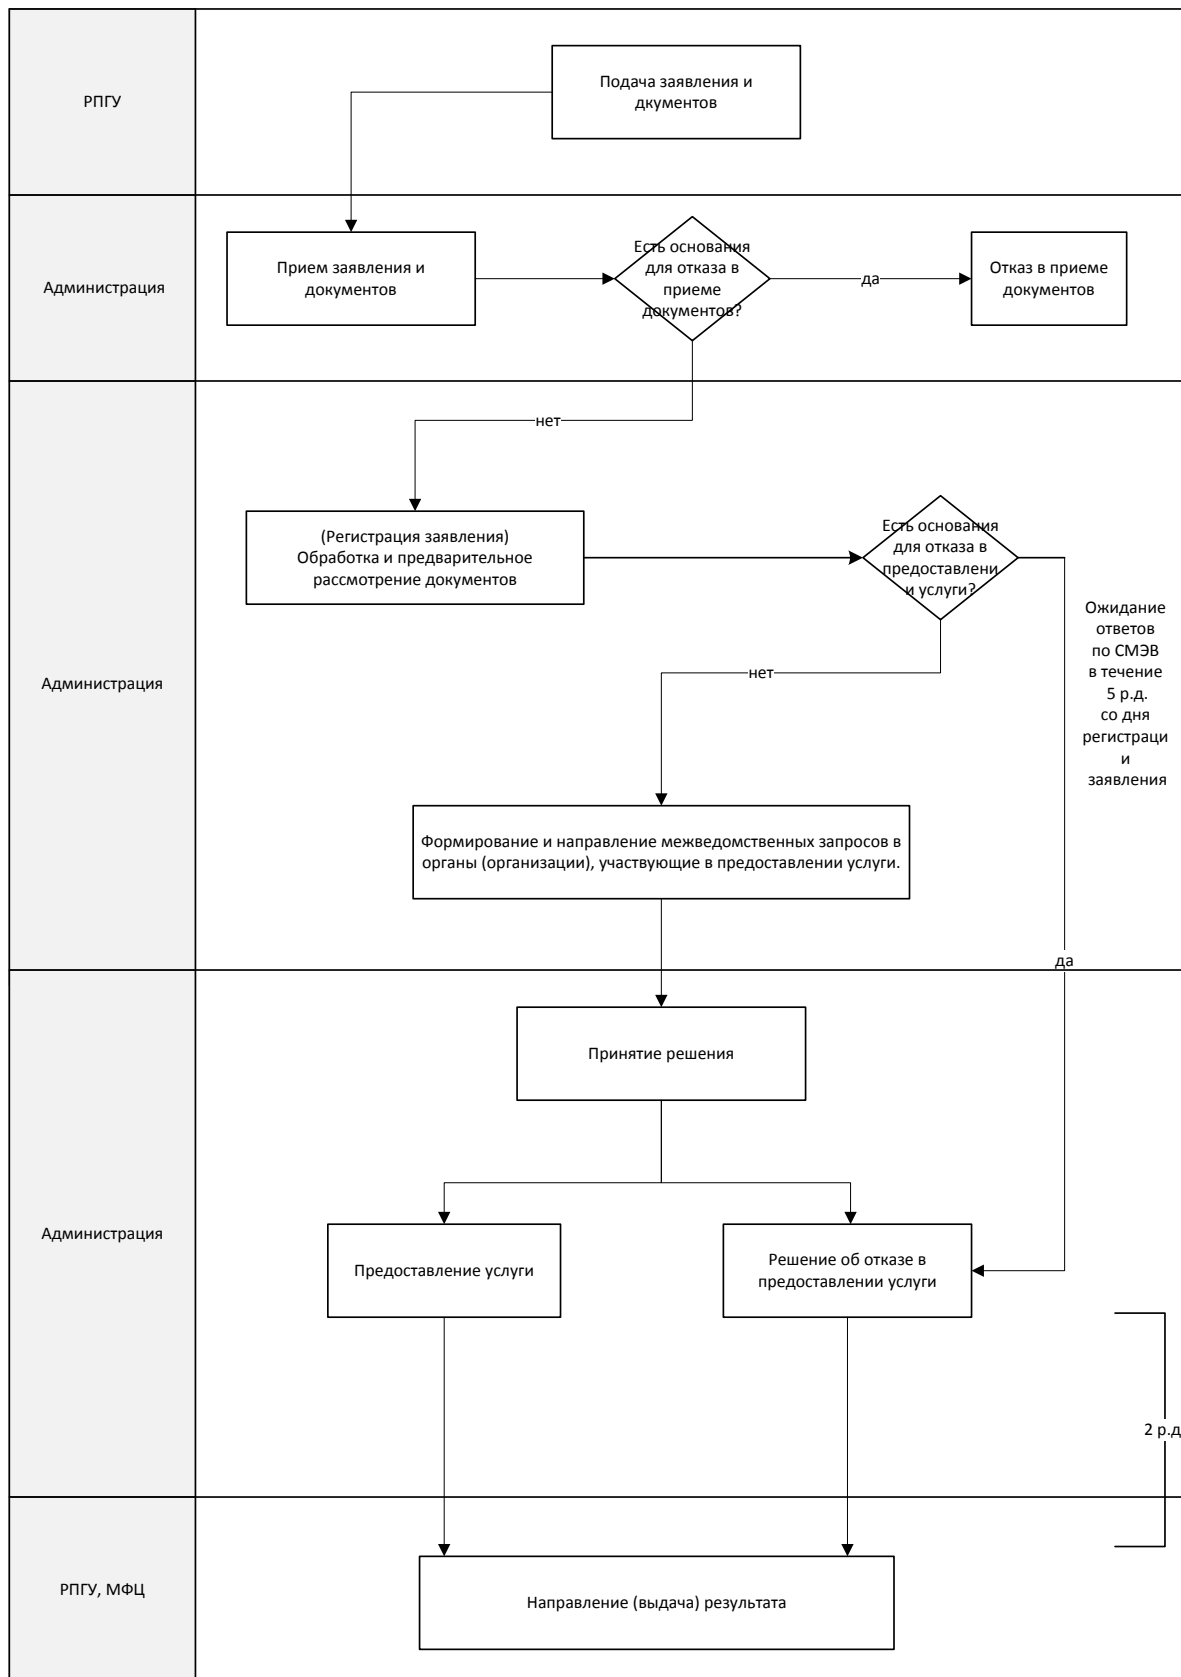 РПГУ
Подача заявления и
дкументов
Администрация
Прием заявления и
документов
Есть основания
для отказа в
приеме
документов?
да
Отказ в приеме
документов
нет
Администрация
(Регистрация заявления)
Обработка и предварительное
рассмотрение документов
Есть основания
для отказа в
предоставлени
и услуги?
Ожидание
ответов
по СМЭВ
в течение
5 р.д.
со дня
регистраци
и
заявления
нет
Формирование и направление межведомственных запросов в
органы (организации), участвующие в предоставлении услуги.
да
Администрация
Принятие решения
Предоставление услуги
Решение об отказе в
предоставлении услуги
2 р.д
РПГУ, МФЦ
Направление (выдача) результата